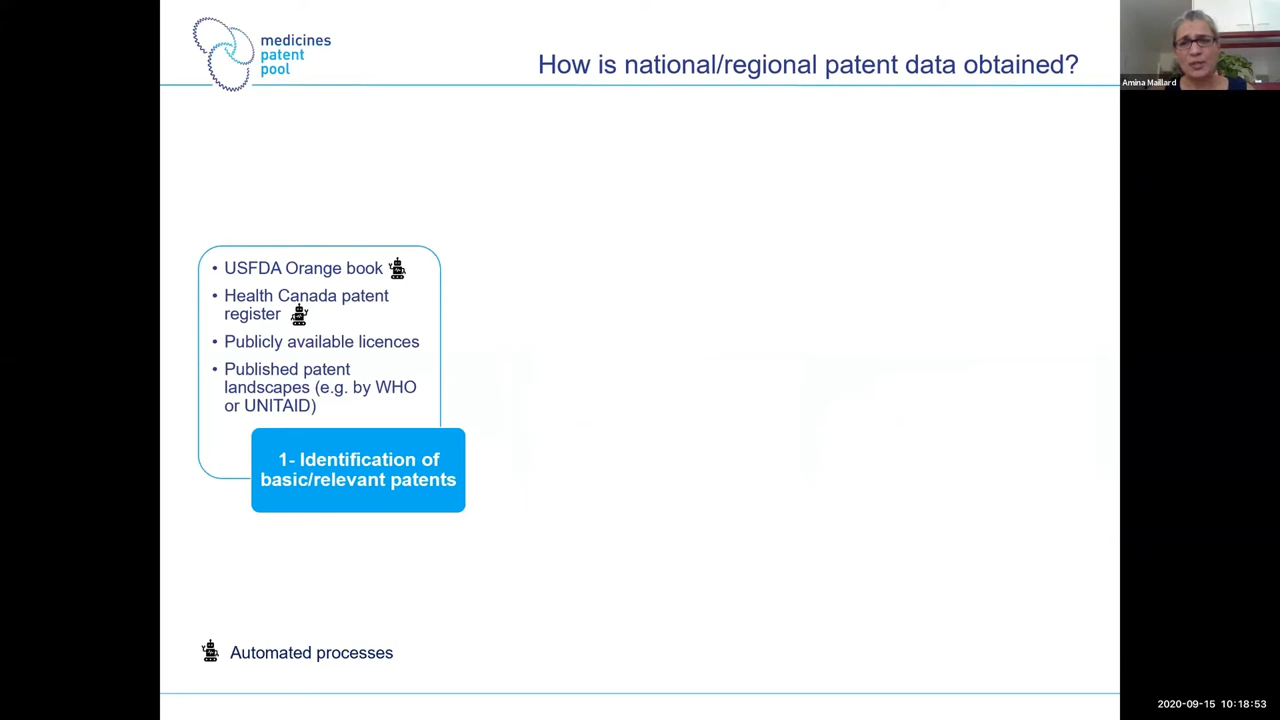 medicines
patent
pool
How is national/regional patent data obtained?
Amina Maillard
• USFDA Orange book
• Health Canada patent
register
• Publicly available licences
• Published patent
landscapes (e.g. by WHO
or UNITAID)
1- Identification of
basic/relevant patents
Automated processes
2020-09-15 10:18:53